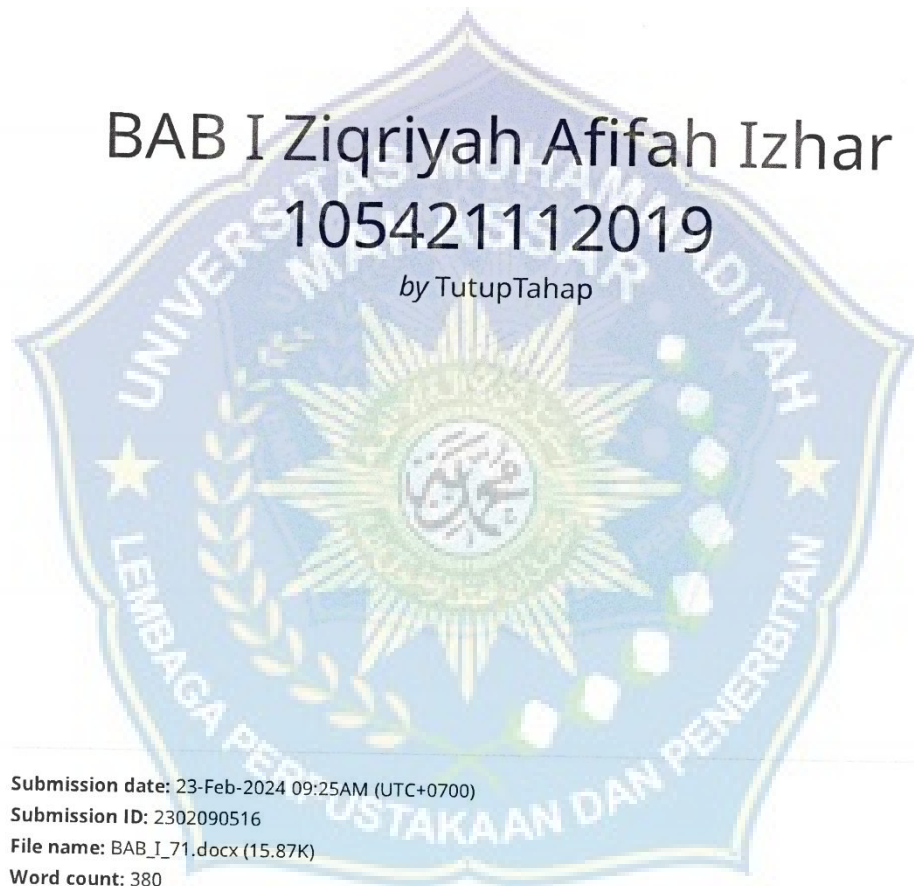 BAB I Ziqriyah Afifah Izhar
105421112019
by TutupTahap
UNIVERSITAS MUHAMMADIYAH
MAKASSAR
LEMBAGA PERPUSTAKAAN DAN PENERBITAN
Submission date: 23-Feb-2024 09:25AM (UTC+0700)
Submission ID: 2302090516
File name: BAB_I_71.docx (15.87K)
Word count: 380